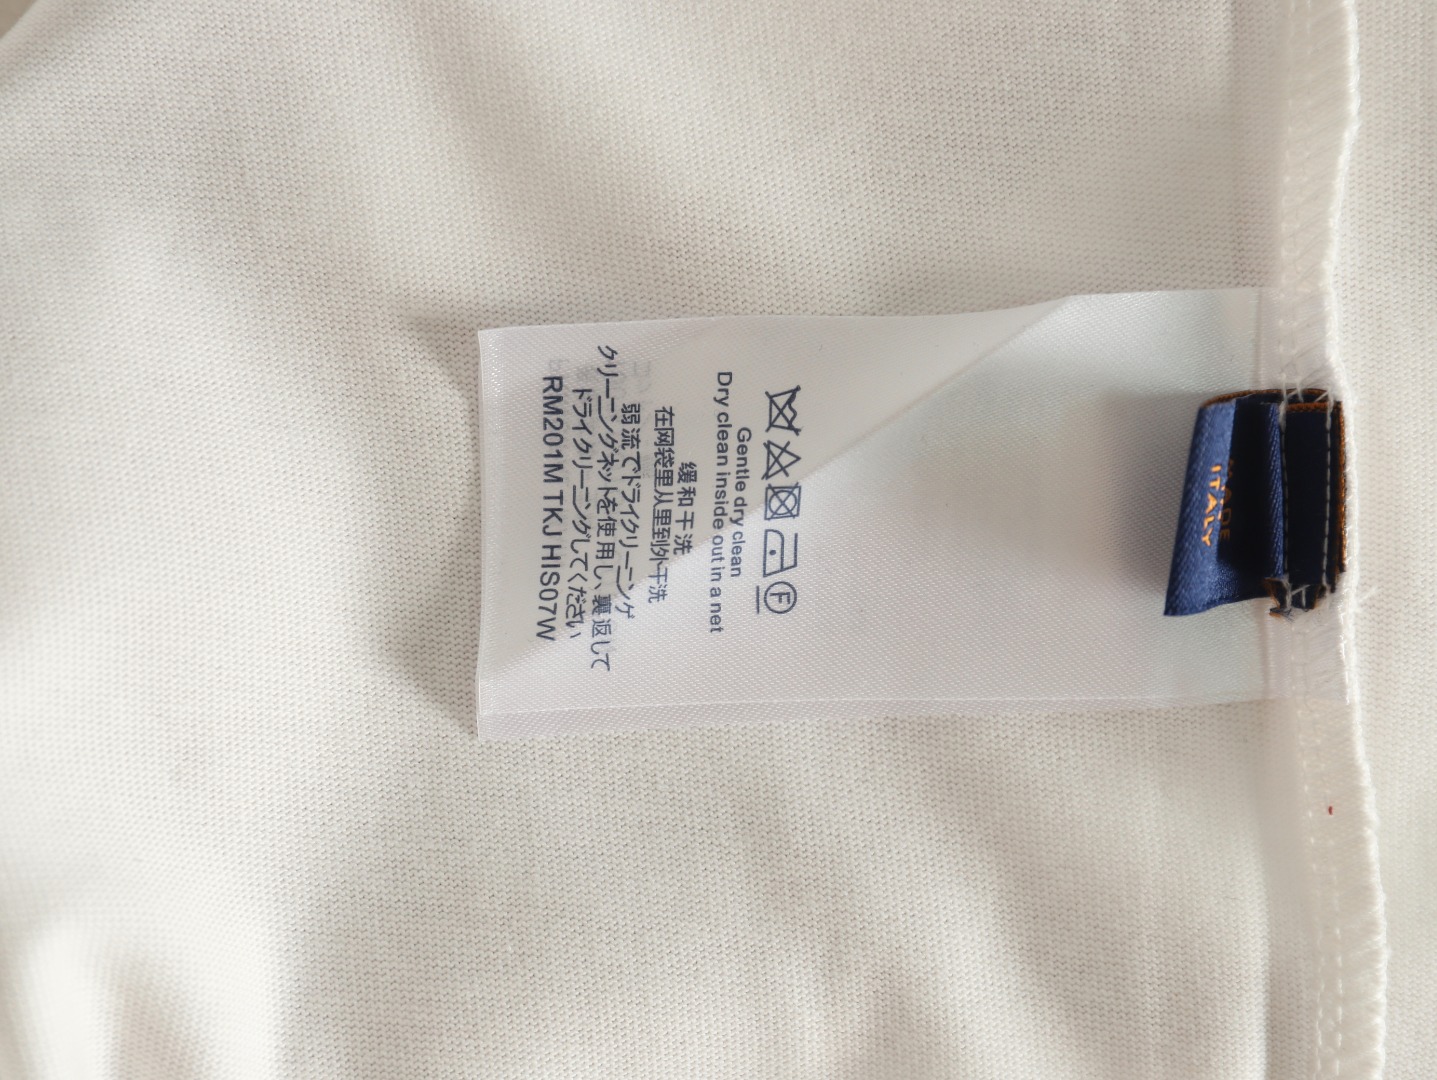 MADE
ITALY
F
Gentle dry clean
Dry clean inside out in a net
缓和干洗
在网袋里从里到外干洗
弱流でドライクリーニング
クリーニングネットを使用し、裏返して
ドライクリーニングしてください
RM201M TKJ HIS07W